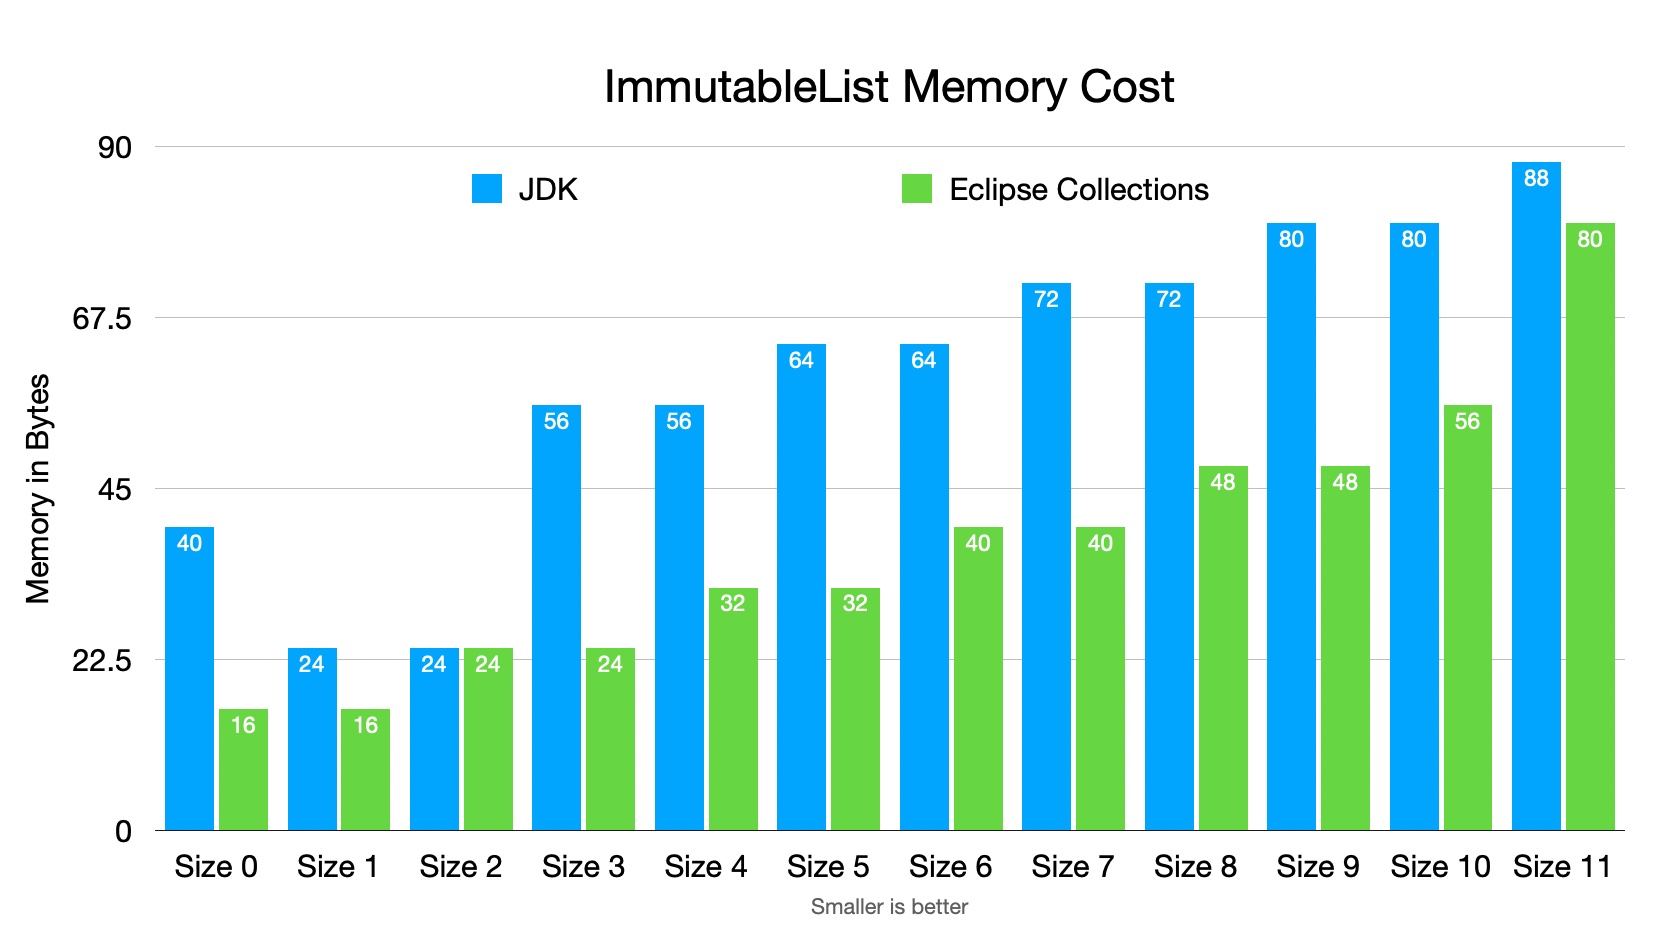 ImmutableList Memory Cost
90
JDK
Eclipse Collections
88
80
80
80
72
72
67.5
64
64
56
56
56
Memory in Bytes
45
48
48
40
40
40
32
32
22.5
24
24
24
24
16
16
0
Size 0
Size 1
Size 2
Size 3
Size 4
Size 5
Size 6
Size 7
Size 8
Size 9
Size 10
Size 11
Smaller is better